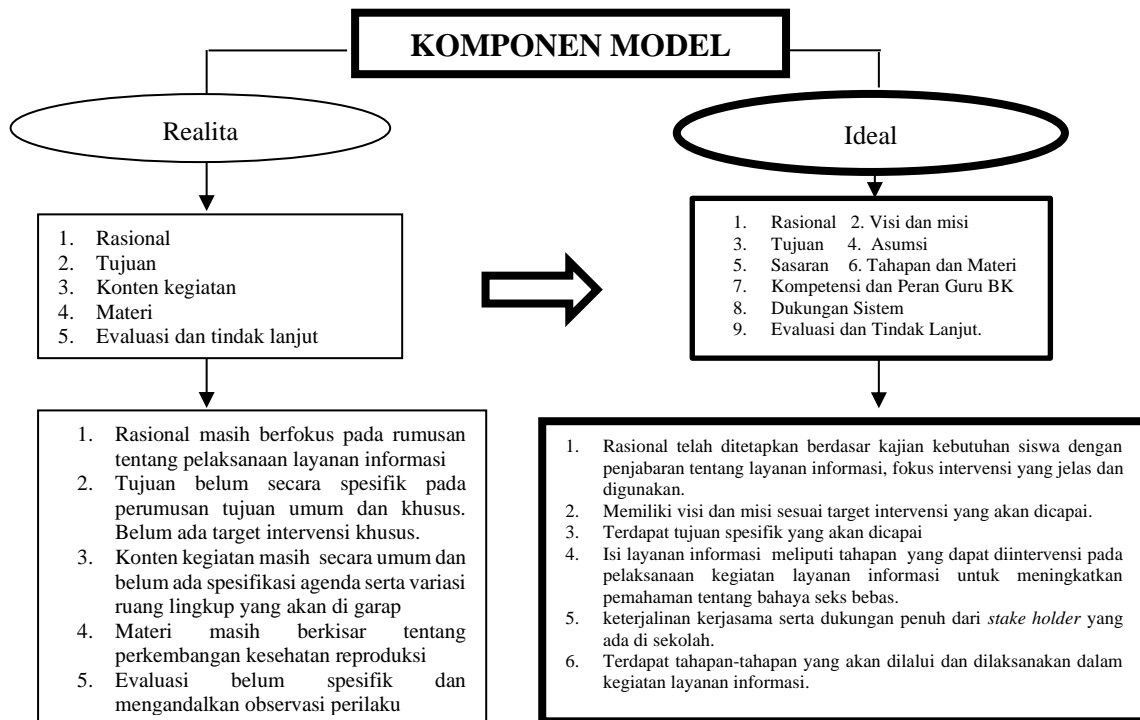 KOMPONEN MODEL
Realita
Ideal
1. Rasional
2. Tujuan
3. Konten kegiatan
4. Materi
5. Evaluasi dan tindak lanjut
1. Rasional 2. Visi dan misi
3. Tujuan 4. Asumsi
5. Sasaran 6. Tahapan dan Materi
7. Kompetensi dan Peran Guru BK
8. Dukungan Sistem
9. Evaluasi dan Tindak Lanjut.
1. Rasional masih berfokus pada rumusan
tentang pelaksanaan layanan informasi
2. Tujuan belum secara spesifik pada
perumusan tujuan umum dan khusus.
Belum ada target intervensi khusus.
3. Konten kegiatan masih secara umum dan
belum ada spesifikasi agenda serta variasi
ruang lingkup yang akan di garap
4. Materi masih berkisar tentang
perkembangan kesehatan reproduksi
5. Evaluasi belum spesifik dan
mengandalkan observasi perilaku
1. Rasional telah ditetapkan berdasar kajian kebutuhan siswa dengan
penjabaran tentang layanan informasi, fokus intervensi yang jelas dan
digunakan.
2. Memiliki visi dan misi sesuai target intervensi yang akan dicapai.
3. Terdapat tujuan spesifik yang akan dicapai
4. Isi layanan informasi meliputi tahapan yang dapat diintervensi pada
pelaksanaan kegiatan layanan informasi untuk meningkatkan
pemahaman tentang bahaya seks bebas.
5. keterjalinan kerjasama serta dukungan penuh dari stake holder yang
ada di sekolah.
6. Terdapat tahapan-tahapan yang akan dilalui dan dilaksanakan dalam
kegiatan layanan informasi.